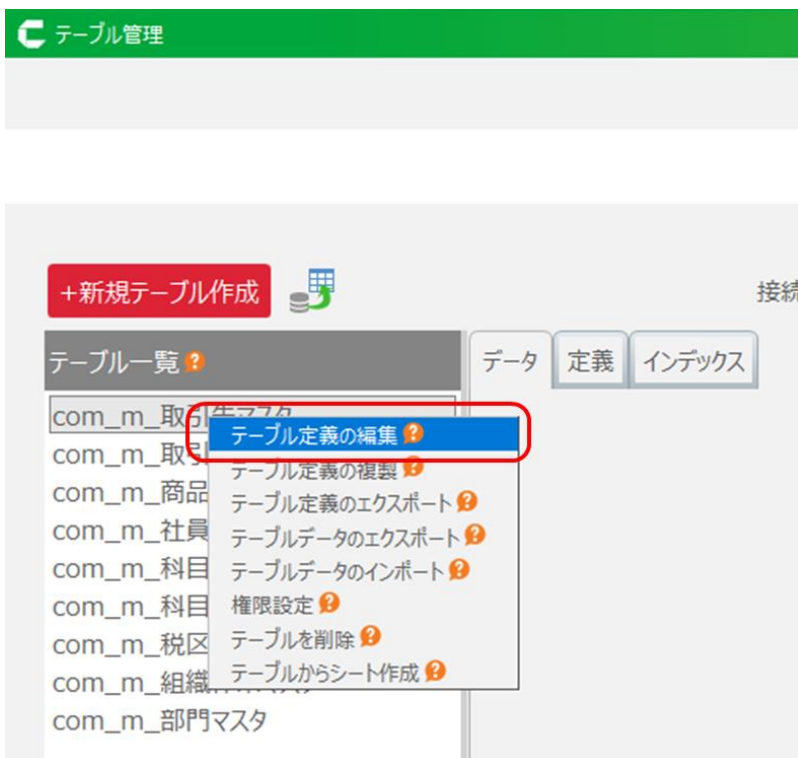 テーブル管理
+新規テーブル作成
接続
テーブル一覧
データ 定義 インデックス
com_m_取引先マスタ
テーブル定義の編集
com_m_取引
テーブル定義の複製
com_m_商品
テーブル定義のエクスポート
com_m_社員
テーブルデータのエクスポート
com_m_科目
テーブルデータのインポート
com_m_科目
権限設定
com_m_税区
テーブルを削除
com_m_組織
テーブルからシート作成
com_m_部門マスタ